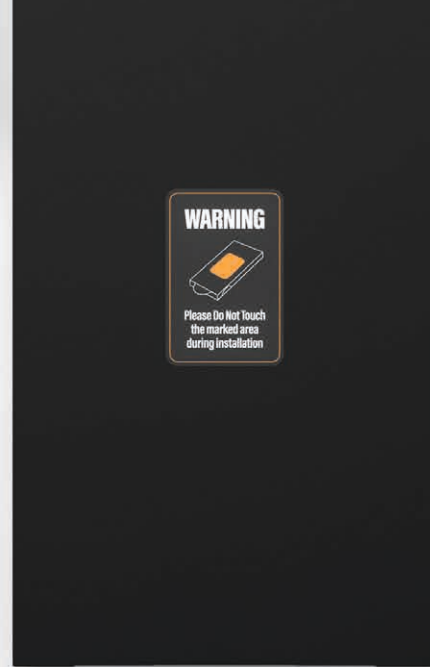 WARNING
Please Do Not Touch
the marked area
during installation